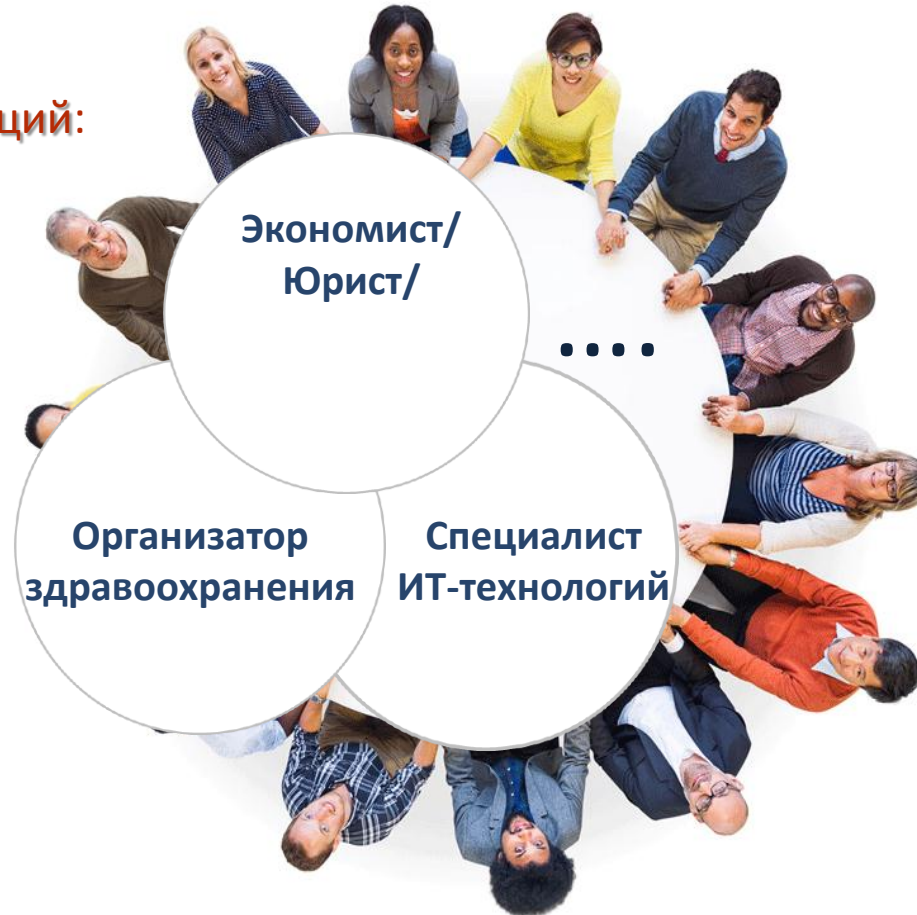 ций:
Экономист/
Юрист/
....
Организатор
здравоохранения
Специалист
ИТ-технологий